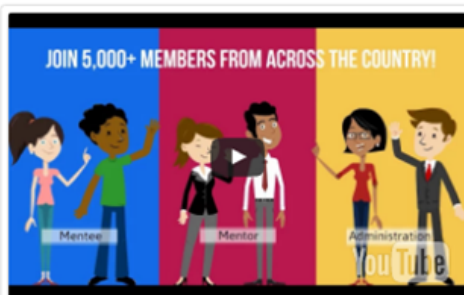 JOIN 5,000+ MEMBERS FROM ACROSS THE COUNTRY!
Mentee
Mentor
Administration
YouTube